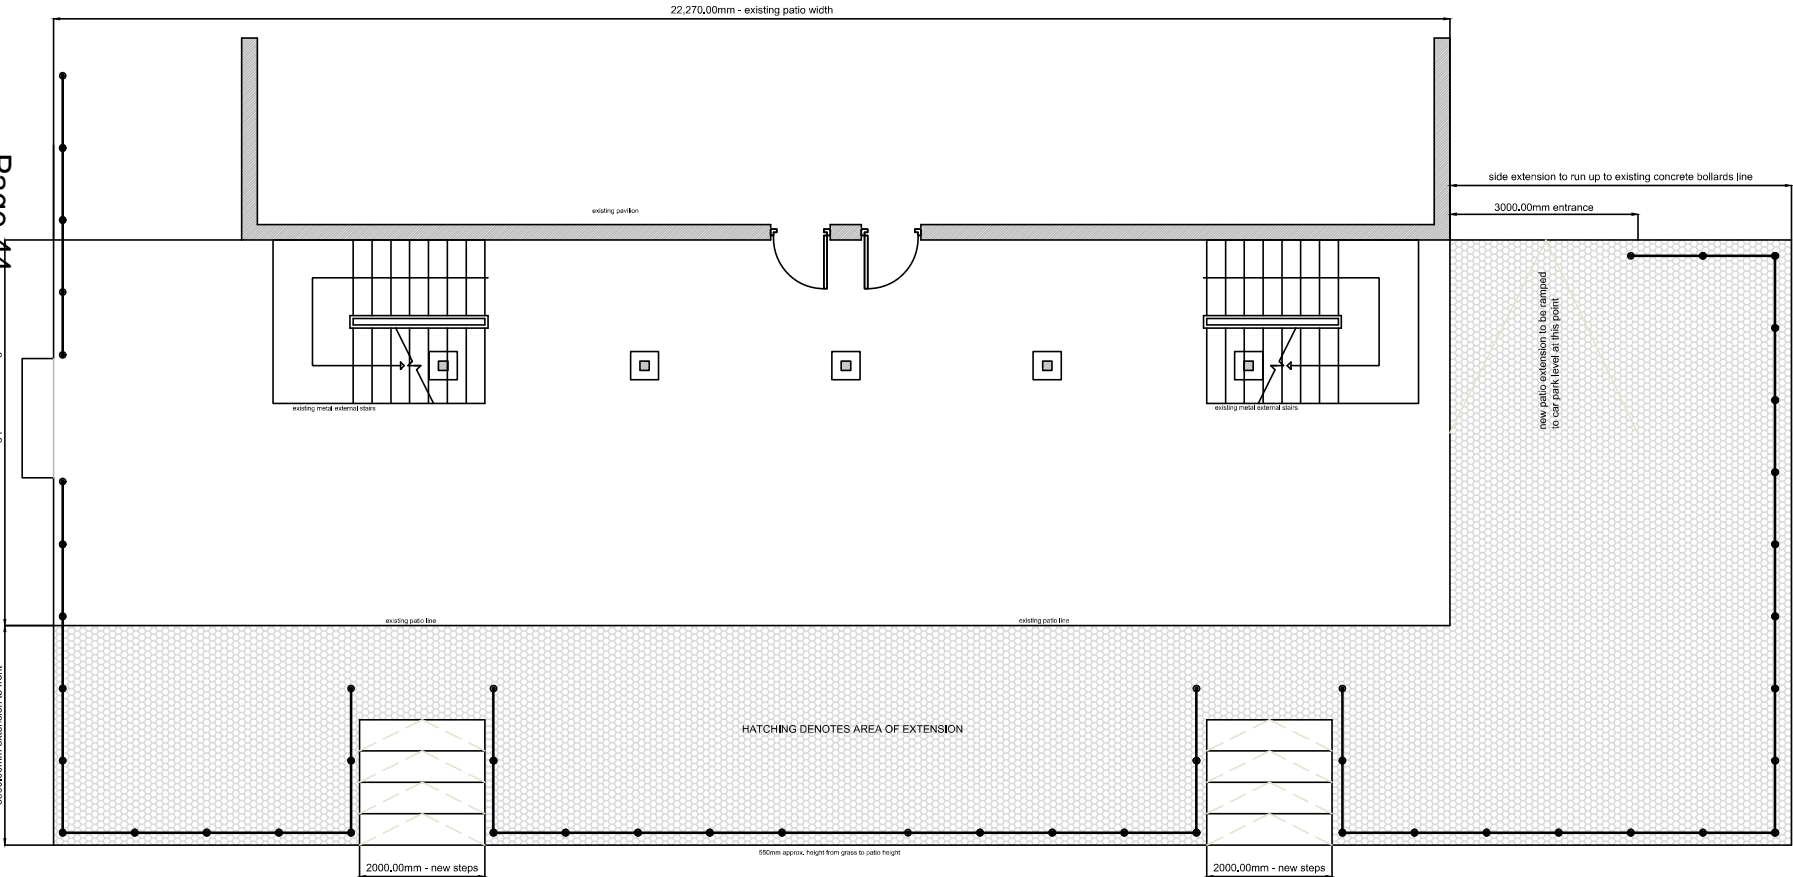 22,270.00mm - existing patio width
Page 44
side extension to run up to existing concrete bollards line
3000.00mm entrance
existing pavilion
new patio extension to be ramped
to car park level at this point
existing metal external stairs
existing metal external stairs
existing patio line
existing patio line
HATCHING DENOTES AREA OF EXTENSION
550mm approx. height from grass to patio height
2000.00mm - new steps
2000.00mm - new steps